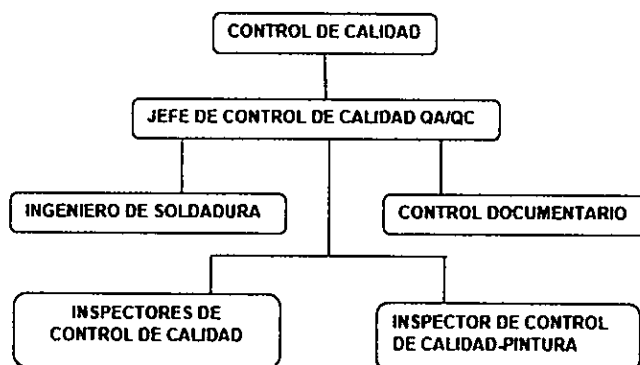 CONTROL DE CALIDAD
JEFE DE CONTROL DE CALIDAD QA/QC
INGENIERO DE SOLDADURA
CONTROL DOCUMENTARIO
INSPECTORES DE
CONTROL DE CALIDAD
INSPECTOR DE CONTROL
DE CALIDAD-PINTURA